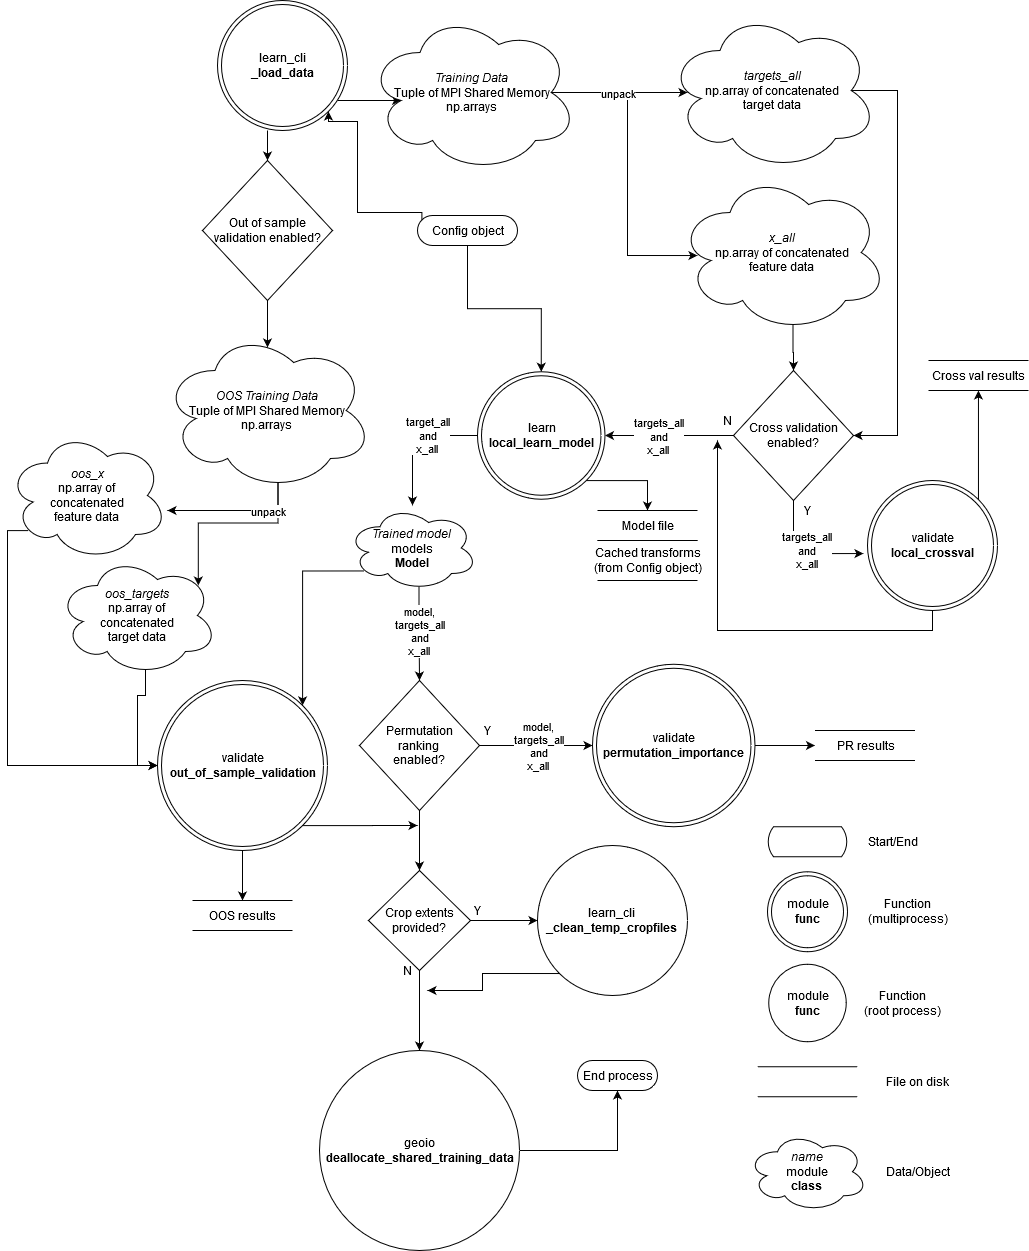 learn_cli
_load_data
Training Data
Tuple of MPI Shared Memory
np.arrays
unpack
targets_all
np.array of concatenated
target data
Out of sample
validation enabled?
Config object
x_all
np.array of concatenated
feature data
OOS Training Data
Tuple of MPI Shared Memory
np.arrays
Cross val results
target_all
and
x_all
learn
local_learn_model
targets_all
and
x_all
N
Cross validation
enabled?
Y
oos_x
np.array of
concatenated
feature data
unpack
Trained model
models
Model
Model file
Cached transforms
(from Config object)
targets_all
and
x_all
validate
local_crossval
oos_targets
np.array of
concatenated
target data
model,
targets_all
and
x_all
validate
out_of_sample_validation
Permutation
ranking
enabled?
Y
model,
targets_all
and
x_all
validate
permutation_importance
PR results
OOS results
Crop extents
provided?
Y
N
learn_cli
_clean_temp_cropfiles
geoio
deallocate_shared_training_data
End process
Start/End
module
func
Function
(multiprocess)
module
func
Function
(root process)
File on disk
name
module
class
Data/Object